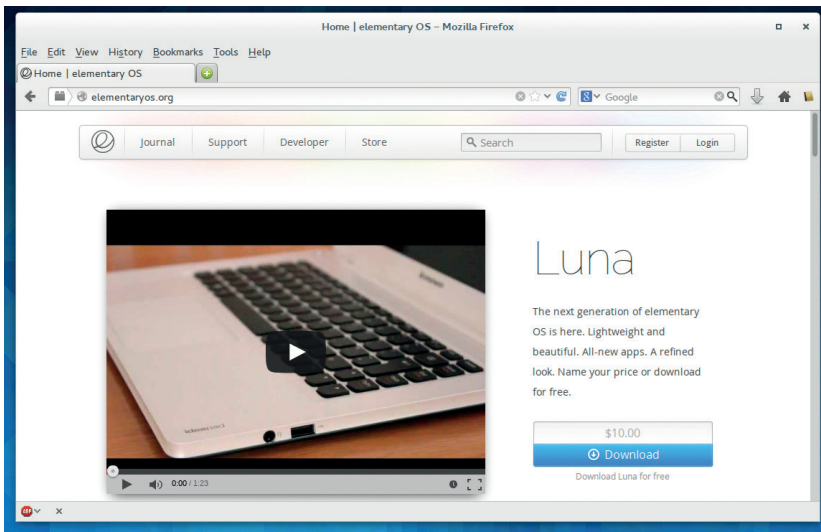 Home | elementary OS – Mozilla Firefox
File Edit View History Bookmarks Tools Help
Home | elementary OS
elementaryos.org
Google
Journal Support Developer Store Search Register Login
Luna
The next generation of elementary
OS is here. Lightweight and
beautiful. All-new apps. A refined
look. Name your price or download
for free.
$10.00
Download
Download Luna for free
0:00 / 1:23
ABP